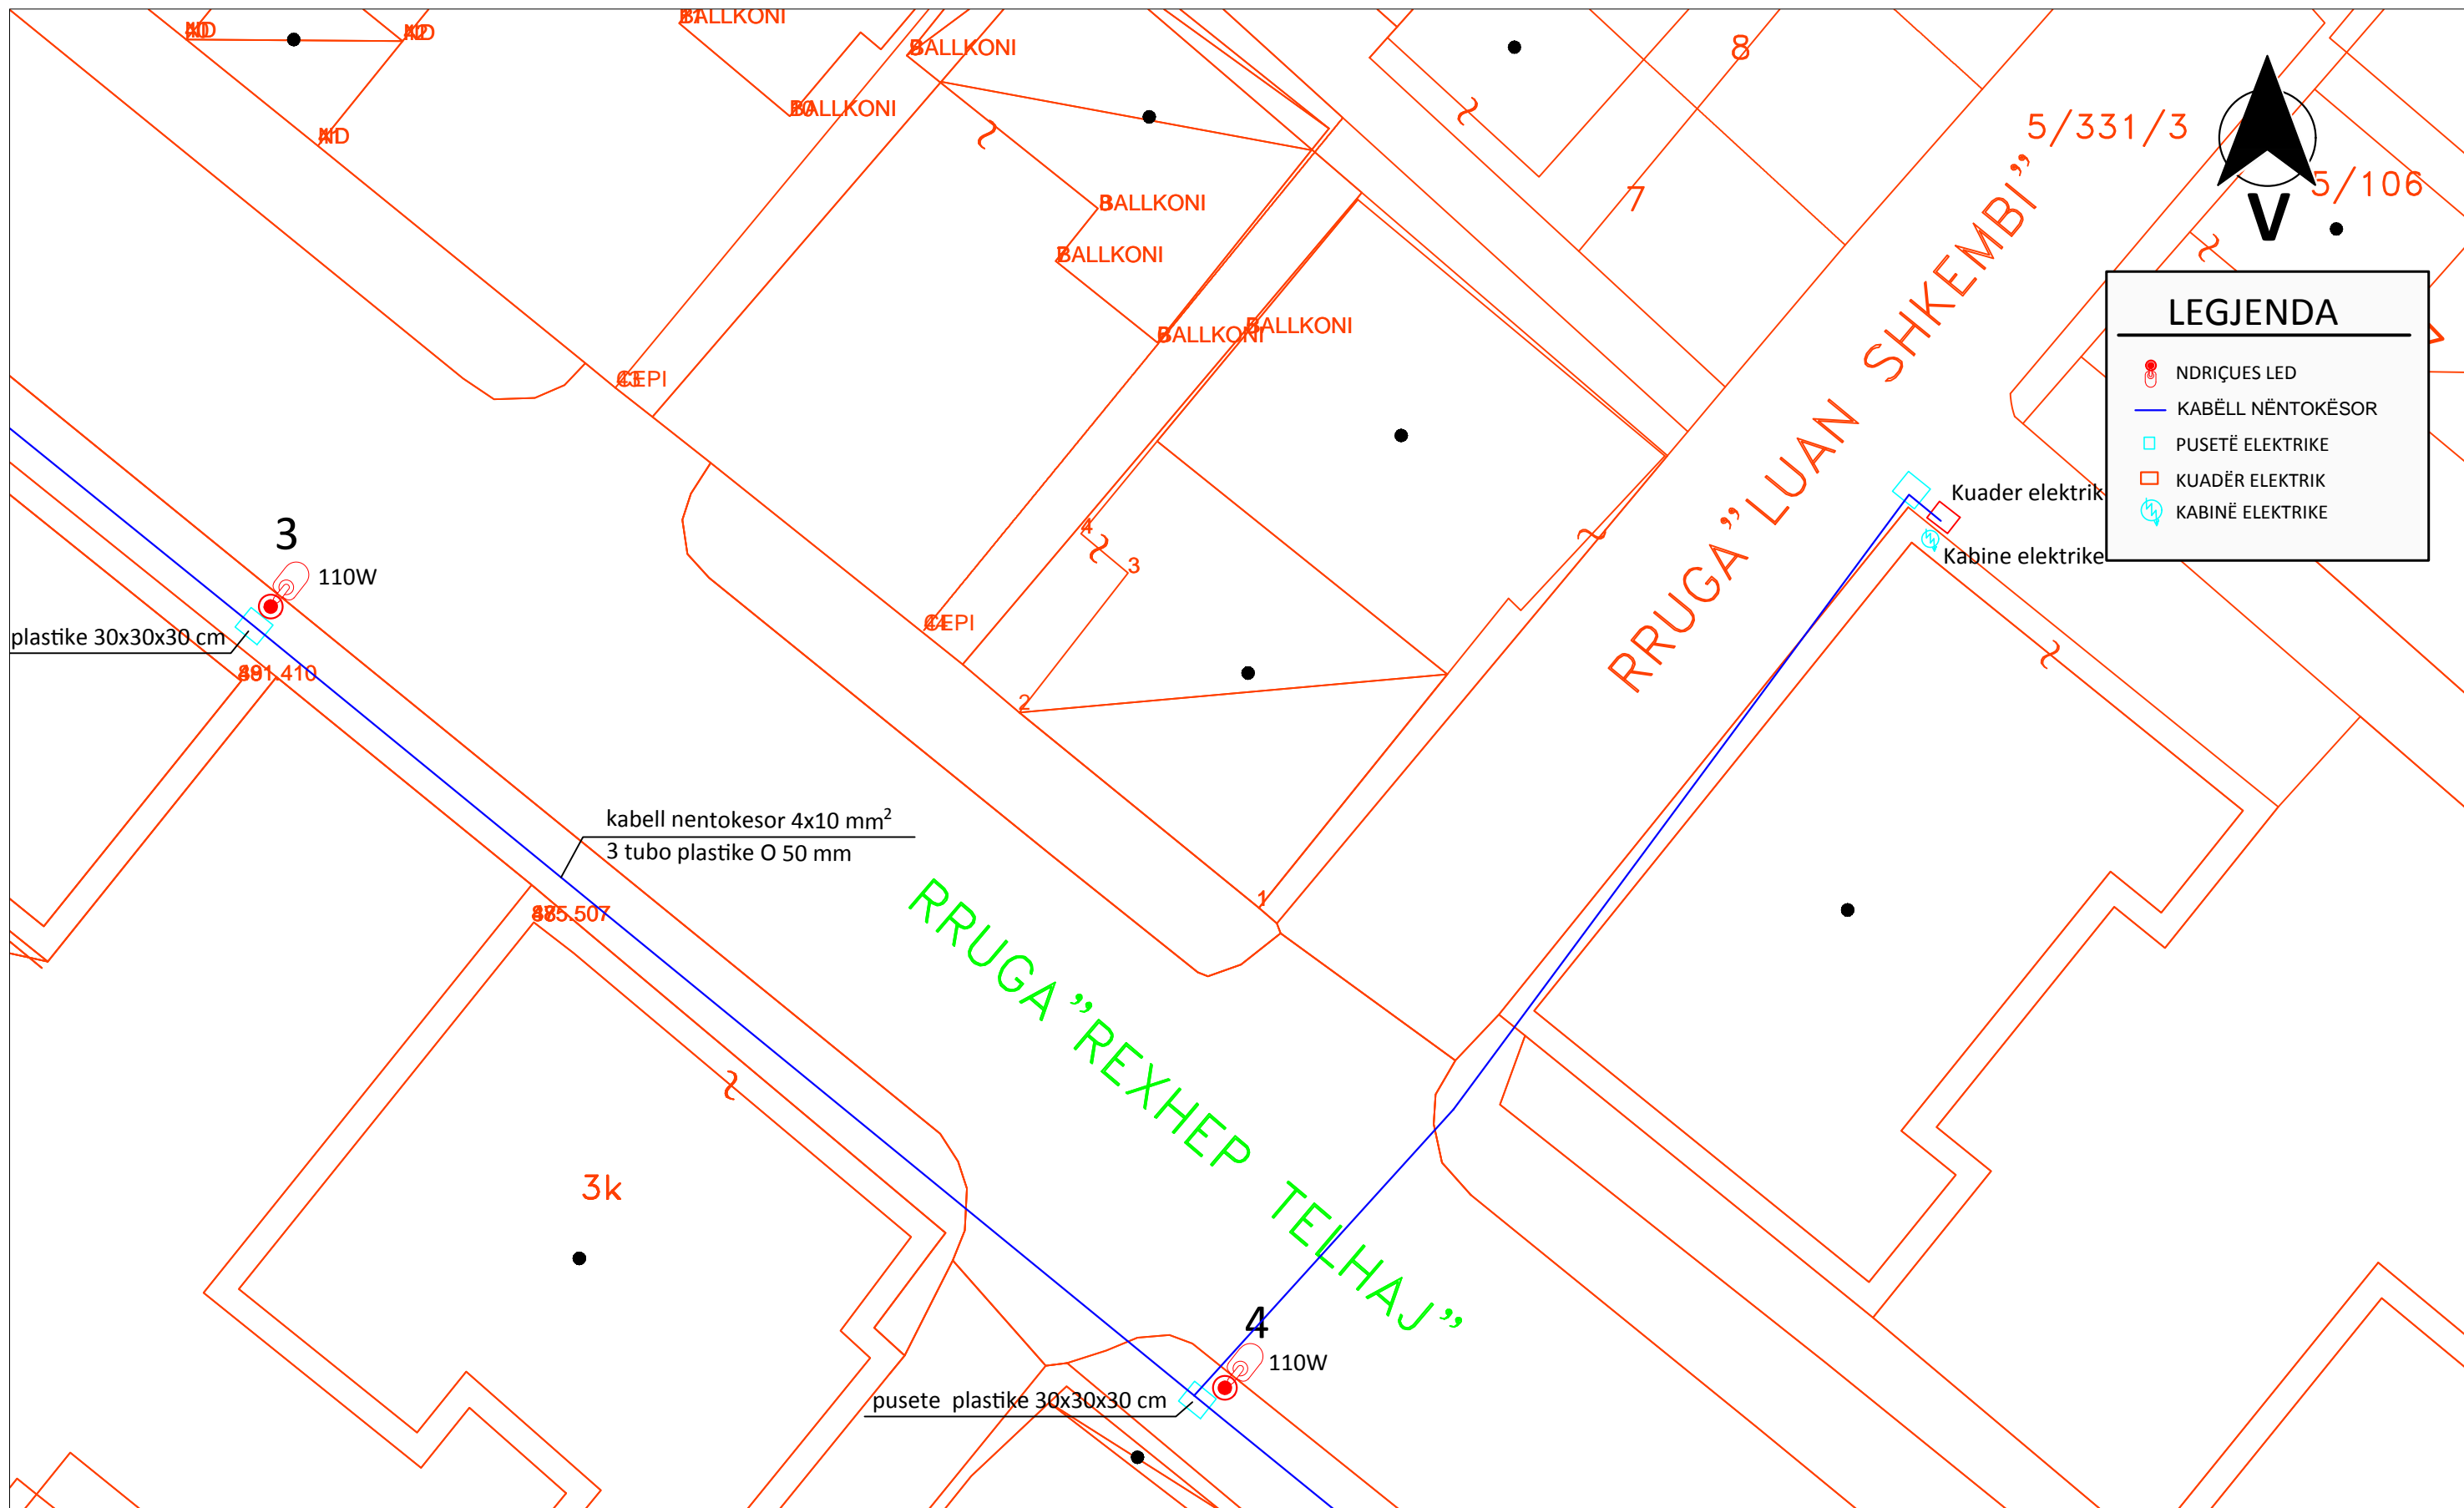 BALLKONI
BALLKONI
8
5/331/3
BALLKONI
5/106
7
BALLKONI
V
BALLKONI
LEGJENDA
BALLKONI
BALLKONI
NDRIÇUES LED
KABËLL NËNTOKËSOR
PUSETË ELEKTRIKE
KUADËR ELEKTRIK
KABINË ELEKTRIKE
Kuader elektrik
Kabine elektrike
RRUGA "LUAN SHKEMBI"
3
110W
plastike 30x30x30 cm
4
3
2
1
kabell nentokesor 4x10 mm²
3 tubo plastike O 50 mm
RRUGA "REXHEP TELHAJ"
3k
4
110W
pusete plastike 30x30x30 cm